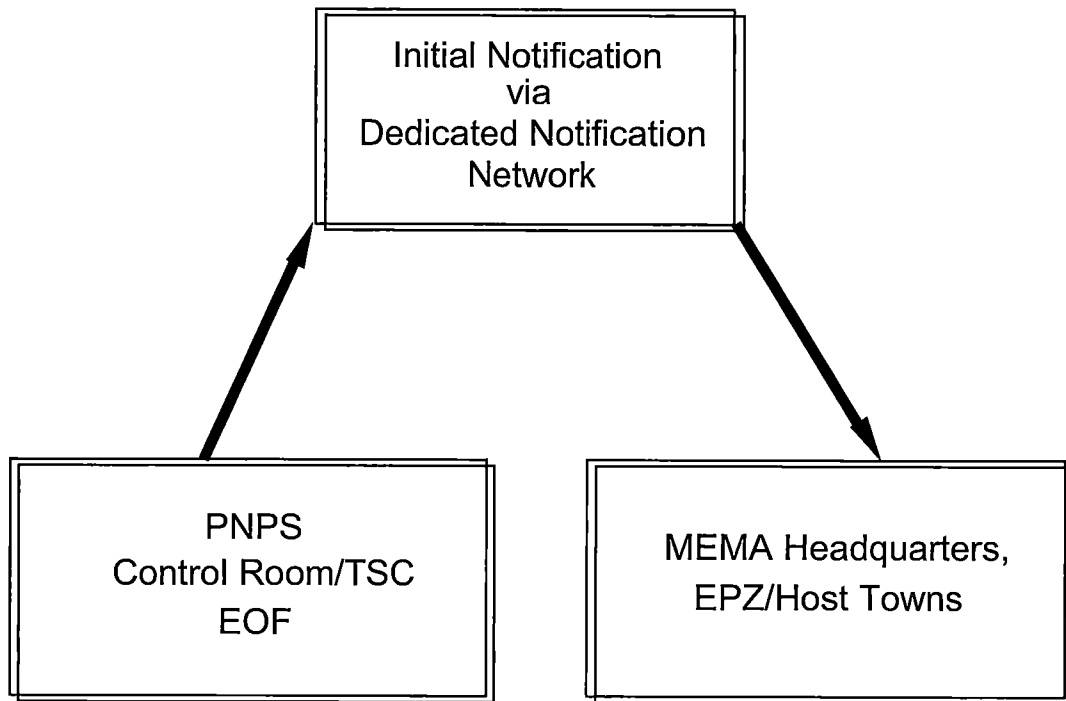 Initial Notification
via
Dedicated Notification
Network
PNPS
Control Room/TSC
EOF
MEMA Headquarters,
EPZ/Host Towns